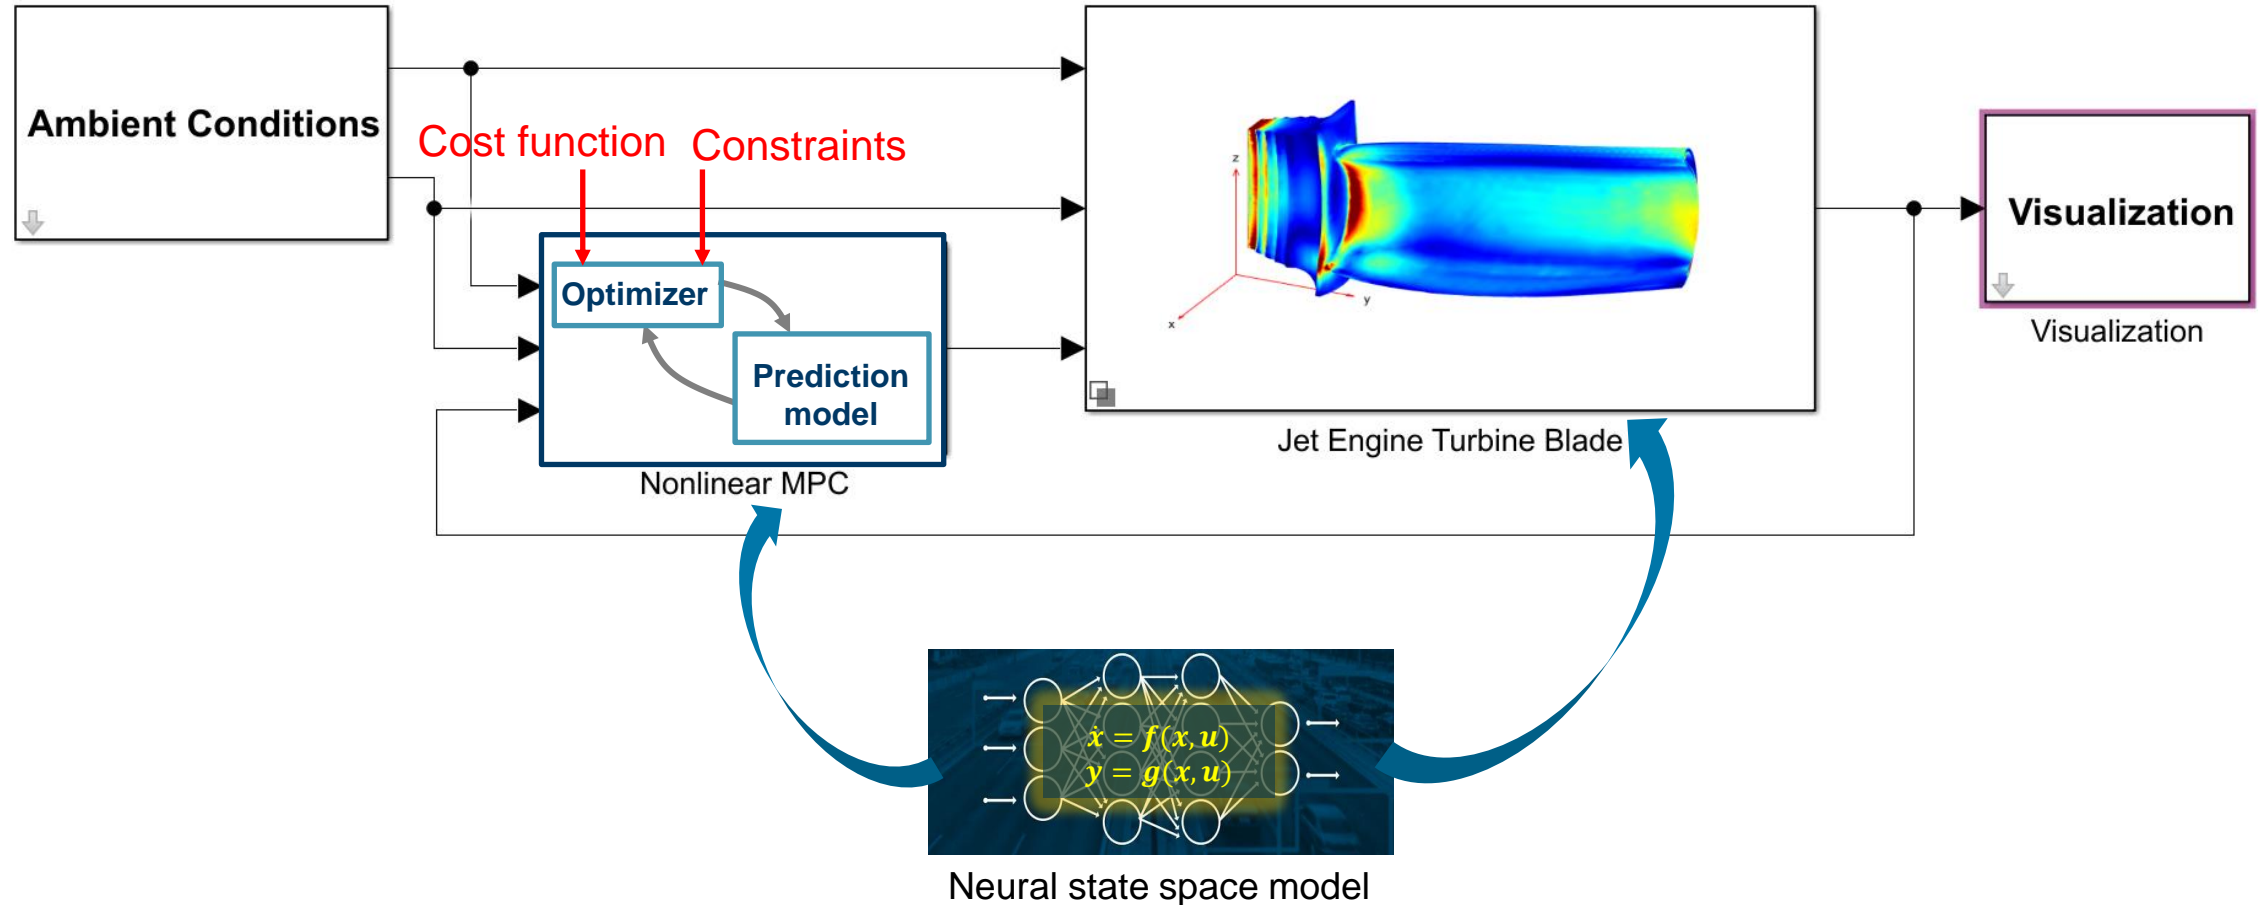 Ambient Conditions
Cost function
Constraints
Optimizer
Prediction
model
Nonlinear MPC
z
y
x
Jet Engine Turbine Blade
Visualization
Visualization
ẋ = f(x, u)
y = g(x, u)
Neural state space model